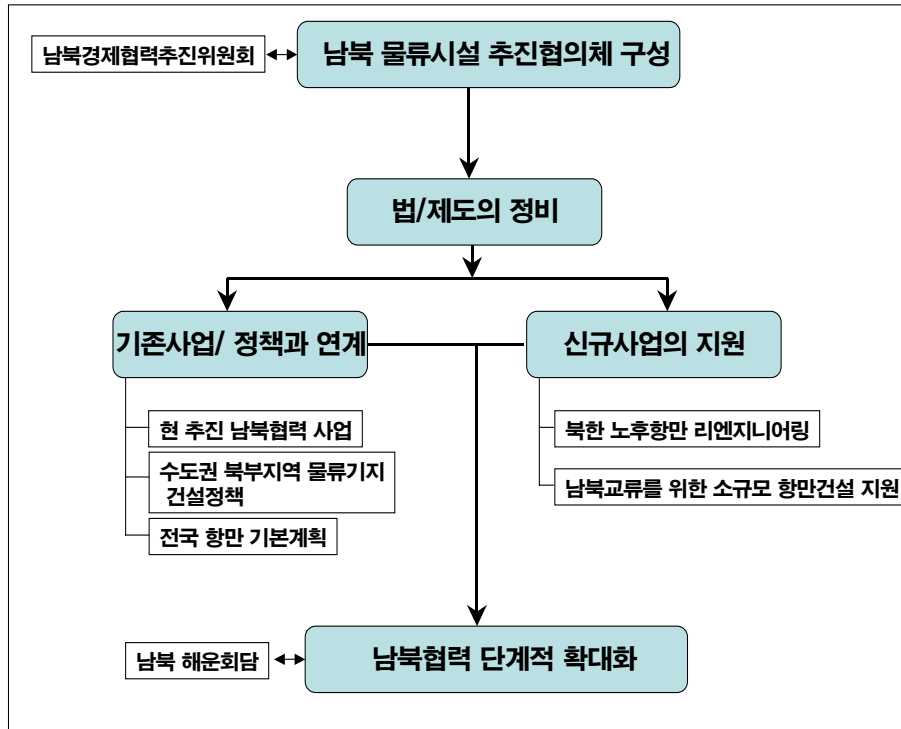 남북경제협력추진위원회
남북 물류시설 추진협의체 구성
법/제도의 정비
기존사업/ 정책과 연계
신규사업의 지원
현 추진 남북협력 사업
수도권 북부지역 물류기지
건설정책
전국 항만 기본계획
북한 노후항만 리엔지니어링
남북교류를 위한 소규모 항만건설 지원
남북 해운회담
남북협력 단계적 확대화